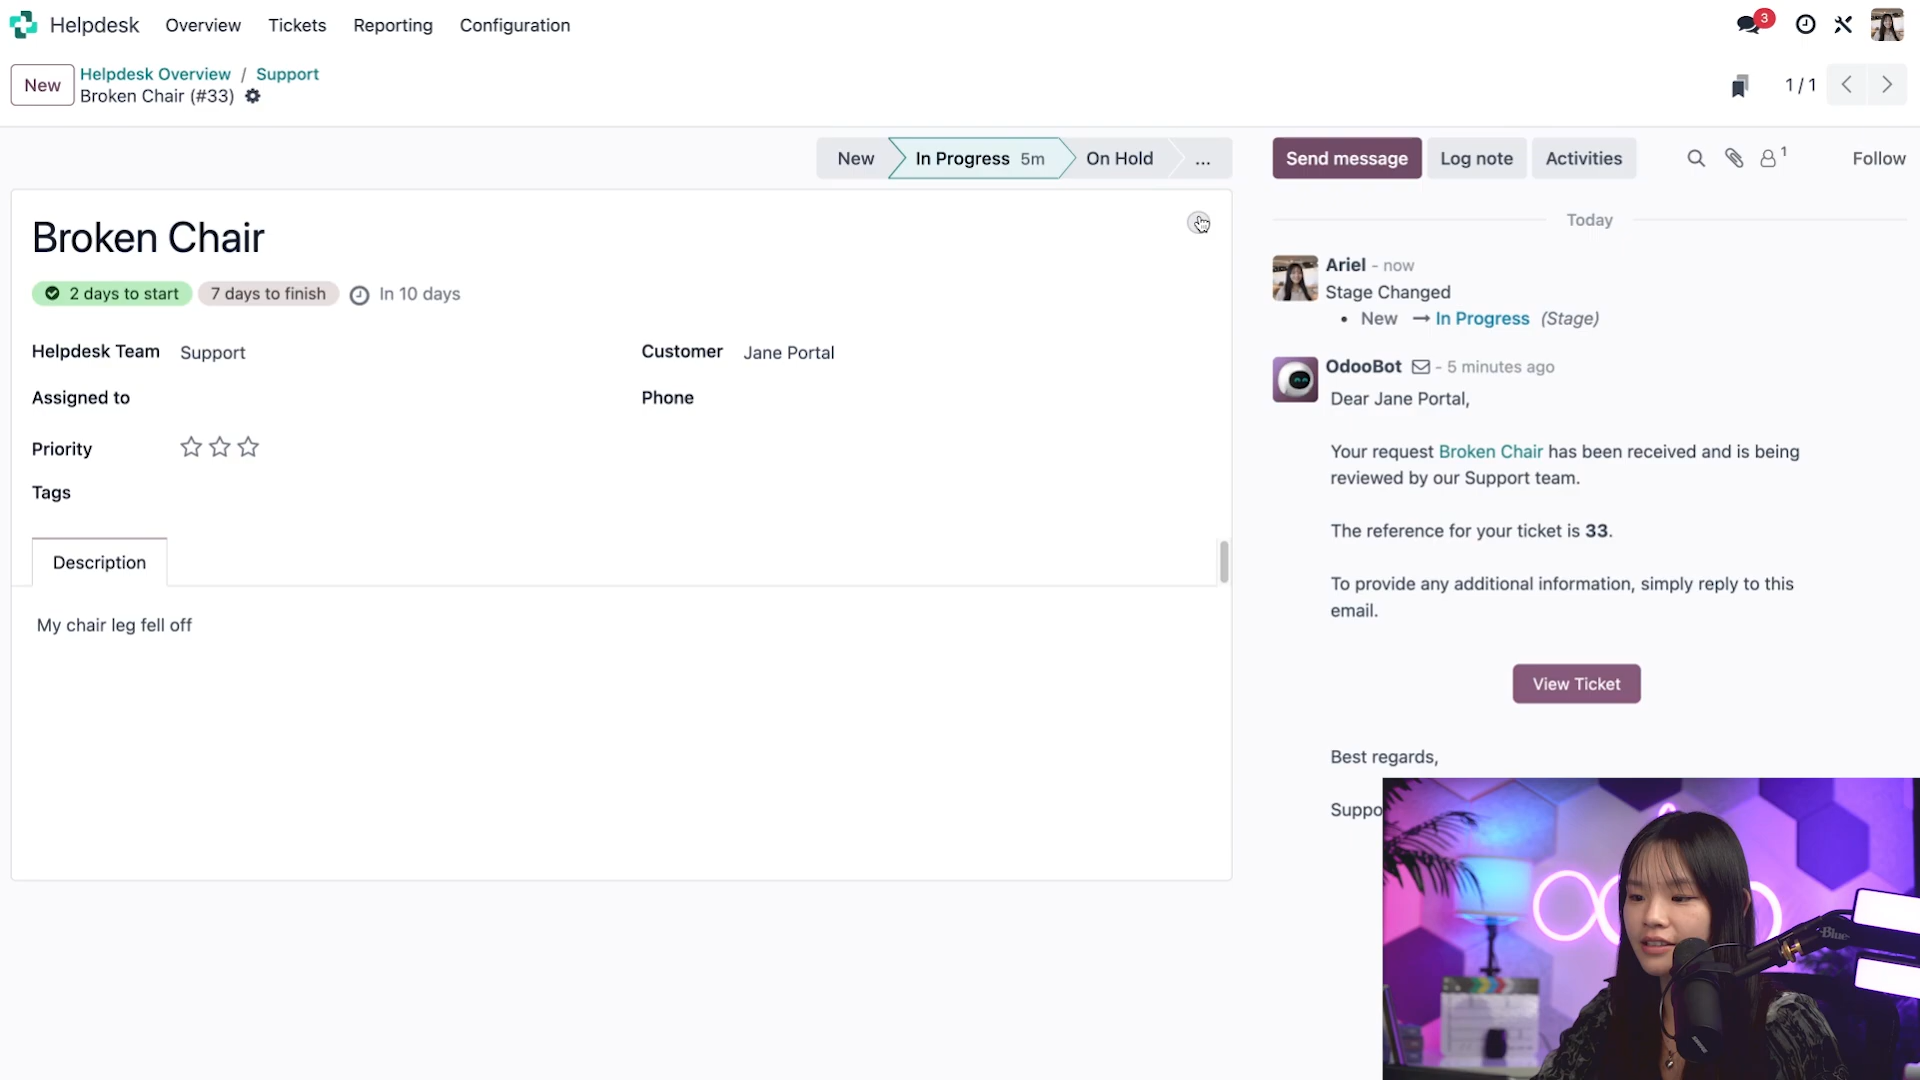 Helpdesk Overview Tickets Reporting Configuration 3
New Helpdesk Overview / Support
Broken Chair (#33) 1 / 1
New In Progress 5m On Hold ... Send message Log note Activities 1 Follow
Broken Chair
2 days to start 7 days to finish In 10 days
Helpdesk Team Support
Customer Jane Portal
Assigned to
Phone
Priority
Tags
Description
My chair leg fell off
Today
Ariel - now
Stage Changed
• New → In Progress (Stage)
OdooBot - 5 minutes ago
Dear Jane Portal,
Your request Broken Chair has been received and is being
reviewed by our Support team.
The reference for your ticket is 33.
To provide any additional information, simply reply to this
email.
View Ticket
Best regards,
Suppo
Blue